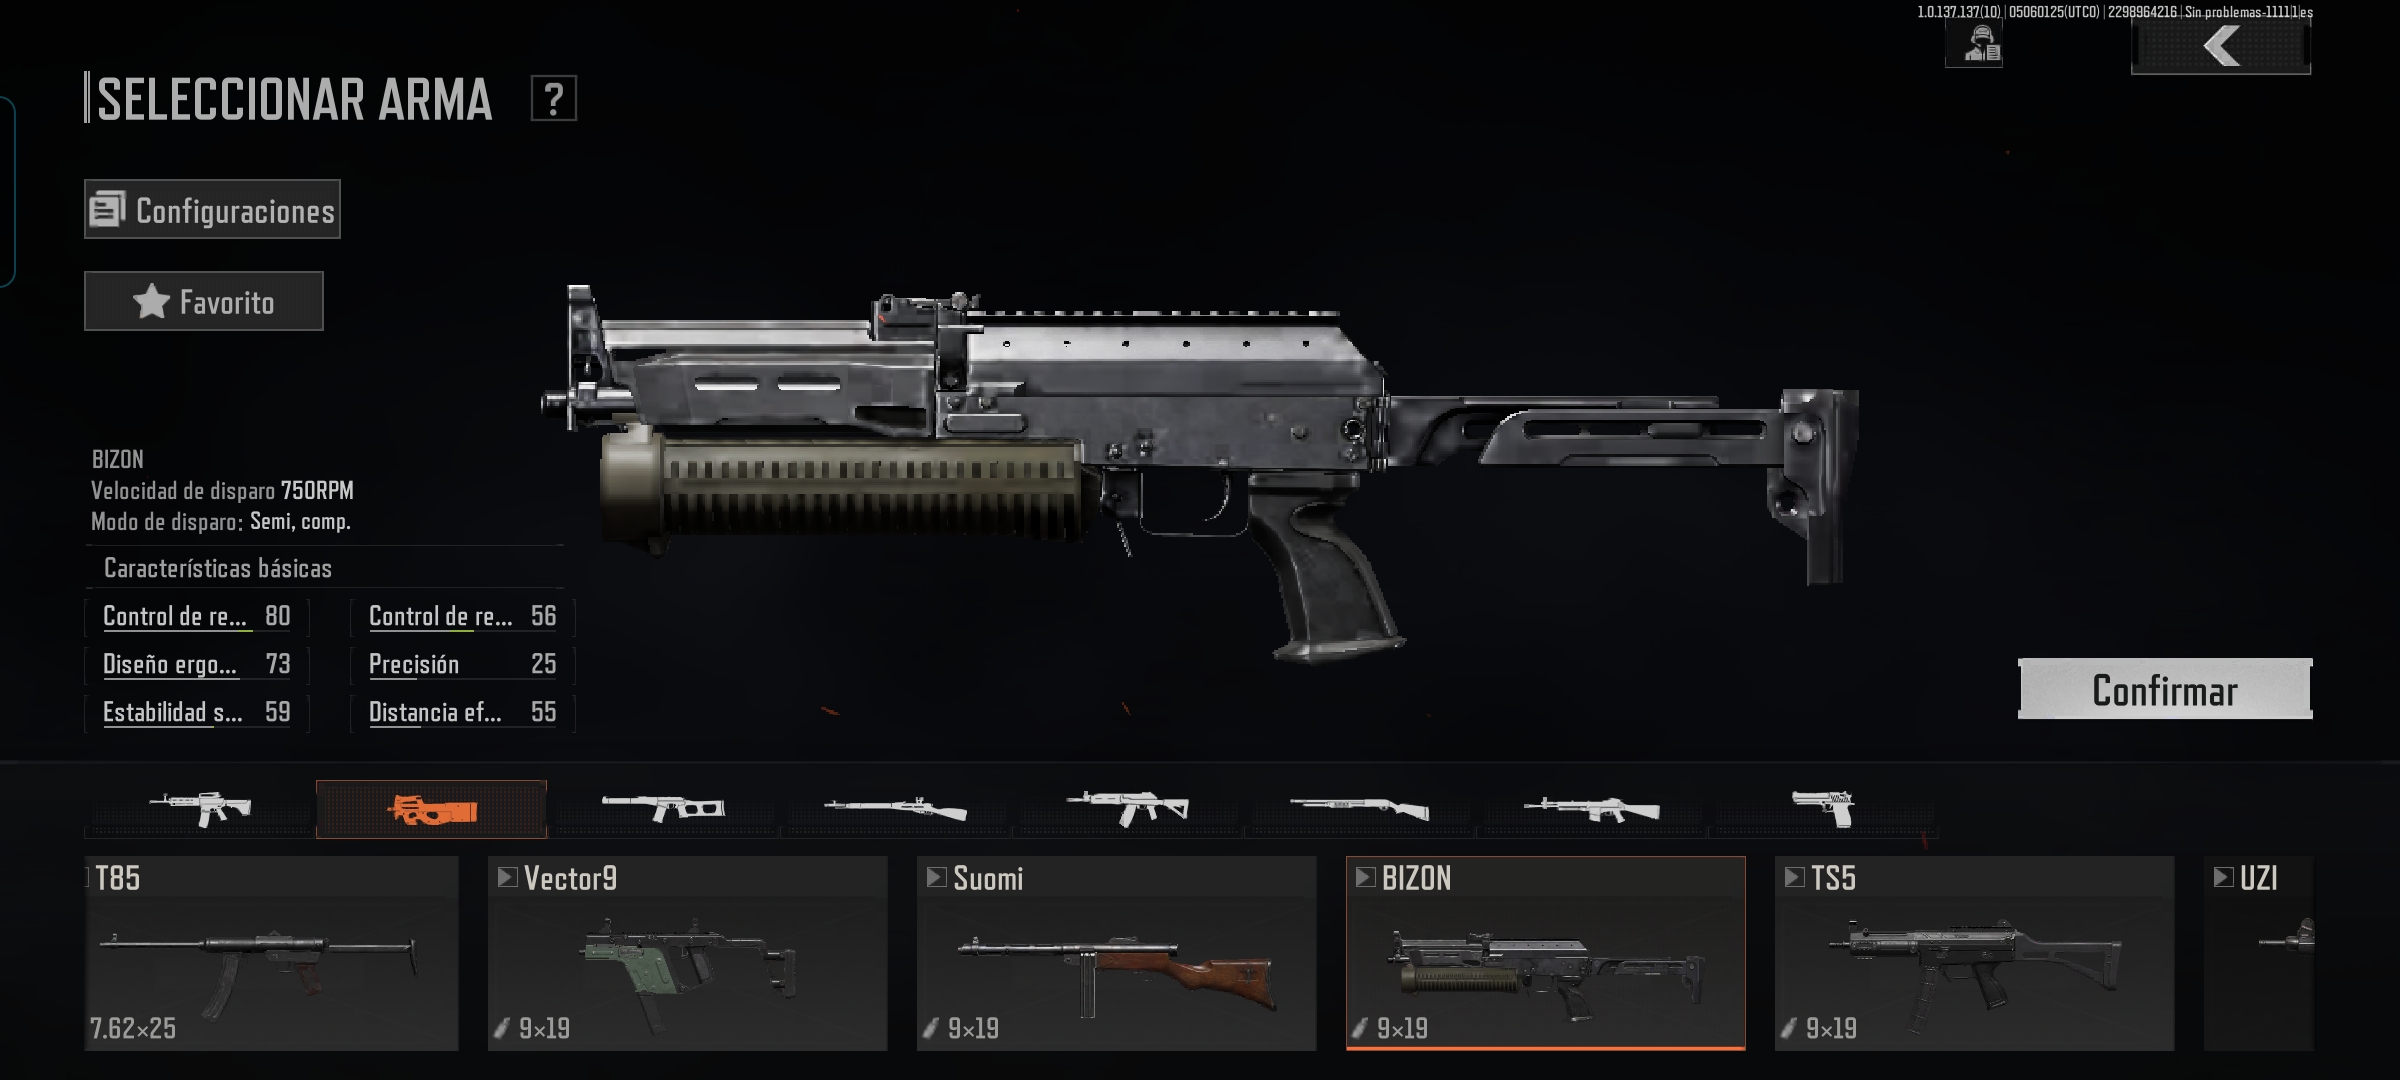 1.0.137.137(10) | 05060125(UTC0) | 2298964216 | Sin problemas-1111|1|es
SELECCIONAR ARMA ?
Configuraciones
Favorito
BIZON
Velocidad de disparo 750RPM
Modo de disparo: Semi, comp.
Características básicas
Control de re... 80 Control de re... 56
Diseño ergo... 73 Precisión 25
Estabilidad s... 59 Distancia ef... 55
Confirmar
T85 Vector9 Suomi BIZON TS5 UZI
7.62×25 9×19 9×19 9×19 9×19